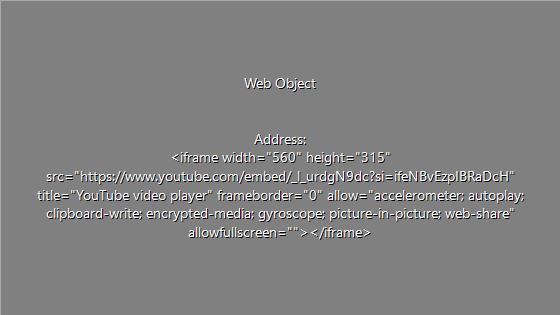 Web Object
Address:
<iframe width="560" height="315"
src="https://www.youtube.com/embed/_l_urdgN9dc?si=ifeNBvEzpIBRaDcH"
title="YouTube video player" frameborder="0" allow="accelerometer; autoplay;
clipboard-write; encrypted-media; gyroscope; picture-in-picture; web-share"
allowfullscreen=""></iframe>